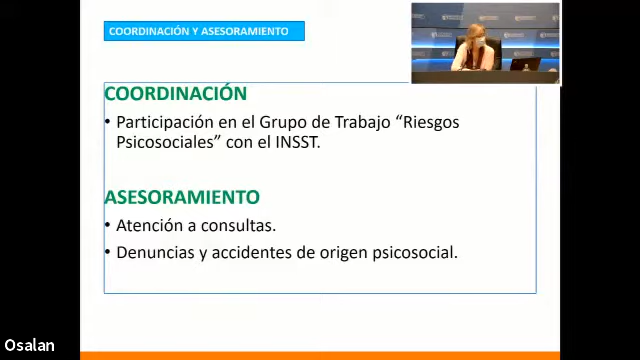 COORDINACIÓN Y ASESORAMIENTO
COORDINACIÓN
• Participación en el Grupo de Trabajo “Riesgos
Psicosociales” con el INSST.
ASESORAMIENTO
• Atención a consultas.
• Denuncias y accidentes de origen psicosocial.
Osalan